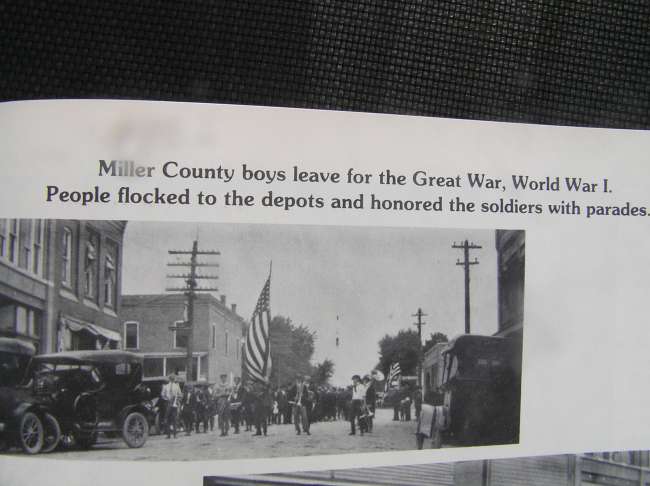 Miller County boys leave for the Great War, World War I.
People flocked to the depots and honored the soldiers with parades.